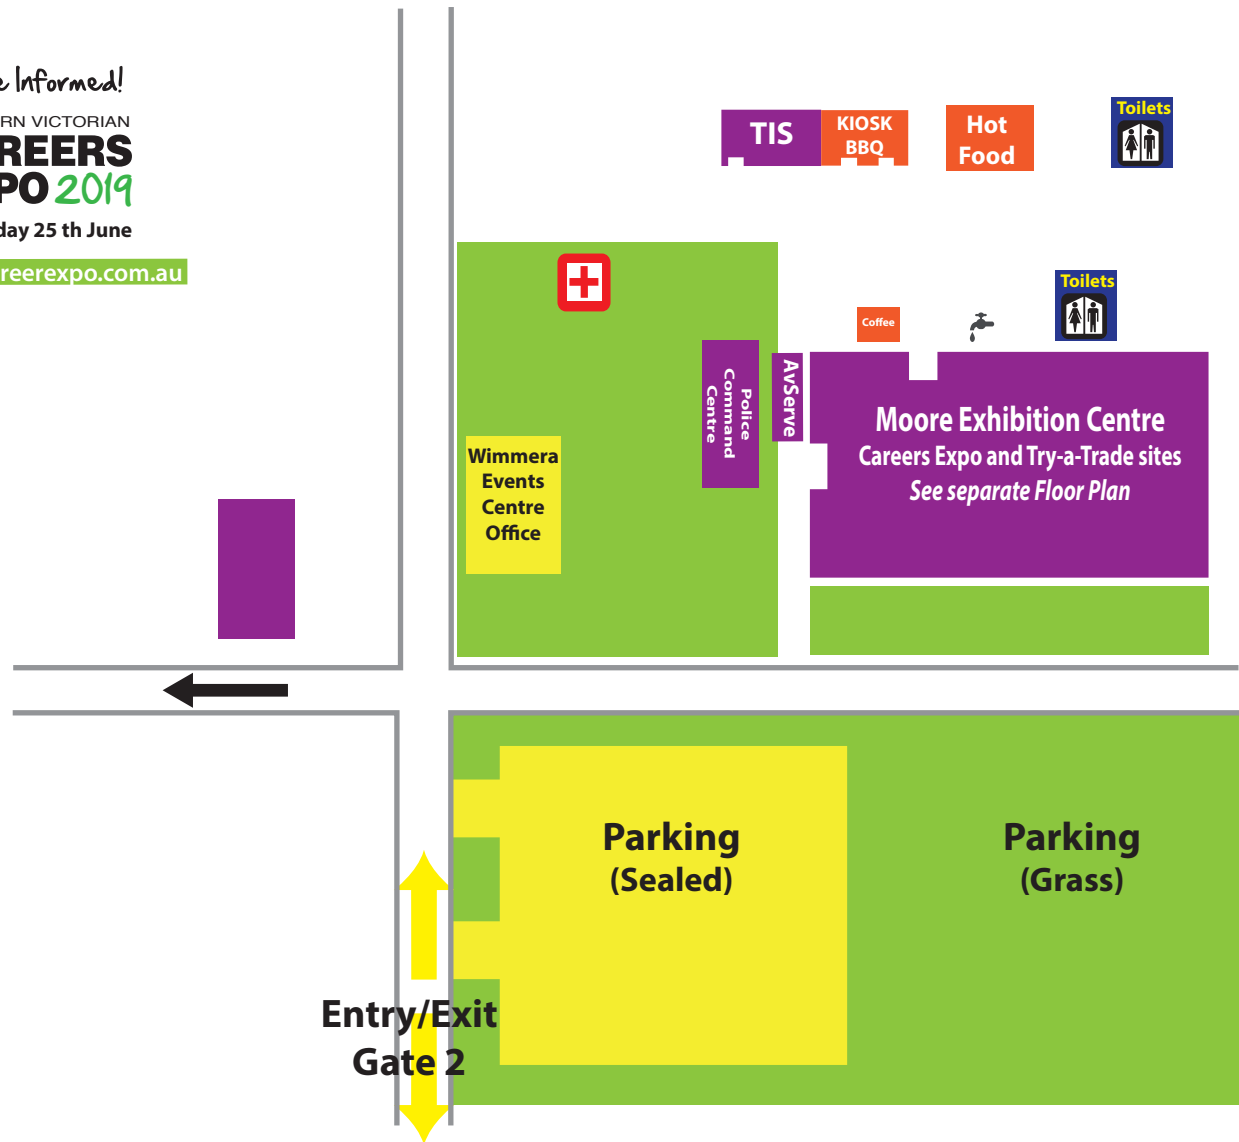 e Informed!
RN VICTORIAN
REERS
PO 2019
day 25 th June
reerexpo.com.au
TIS
KIOSK
BBQ
Hot
Food
Toilets
Toilets
Coffee
Police
Command
Centre
AvServe
Moore Exhibition Centre
Careers Expo and Try-a-Trade sites
See separate Floor Plan
Wimmera
Events
Centre
Office
Parking
(Sealed)
Parking
(Grass)
Entry/Exit
Gate 2